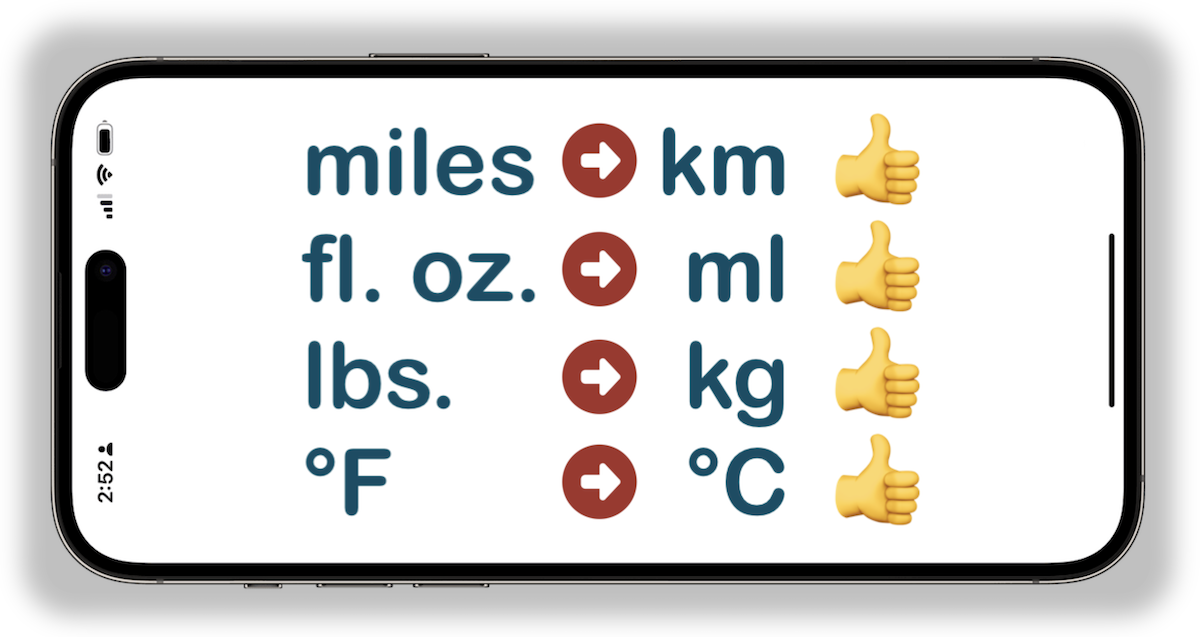 miles ➡ km 👍
fl. oz. ➡ ml 👍
lbs. ➡ kg 👍
°F ➡ °C 👍
2:52